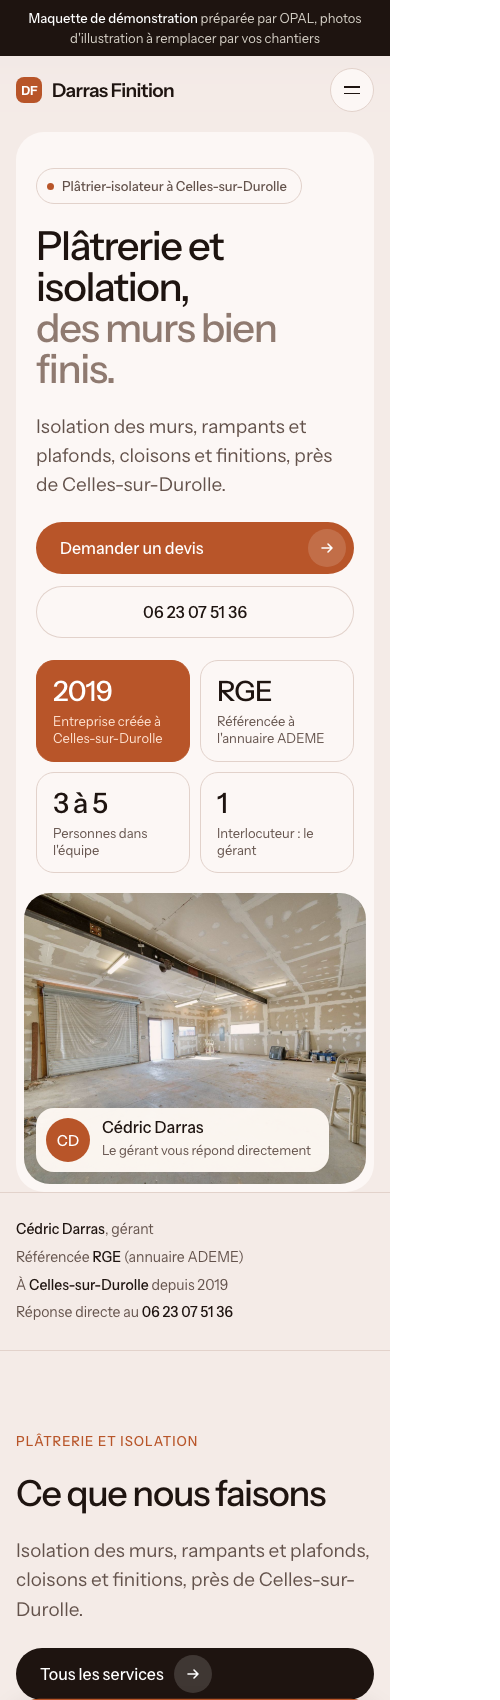 Maquette de démonstration préparée par OPAL, photos
d'illustration à remplacer par vos chantiers
DF Darras Finition
Plâtrier-isolateur à Celles-sur-Durolle
Plâtrerie et
isolation,
des murs bien
finis.
Isolation des murs, rampants et
plafonds, cloisons et finitions, près
de Celles-sur-Durolle.
Demander un devis
06 23 07 51 36
2019
Entreprise créée à
Celles-sur-Durolle
RGE
Référencée à
l'annuaire ADEME
3 à 5
Personnes dans
l'équipe
1
Interlocuteur : le
gérant
CD
Cédric Darras
Le gérant vous répond directement
Cédric Darras, gérant
Référencée RGE (annuaire ADEME)
À Celles-sur-Durolle depuis 2019
Réponse directe au 06 23 07 51 36
PLÂTRERIE ET ISOLATION
Ce que nous faisons
Isolation des murs, rampants et plafonds,
cloisons et finitions, près de Celles-sur-
Durolle.
Tous les services